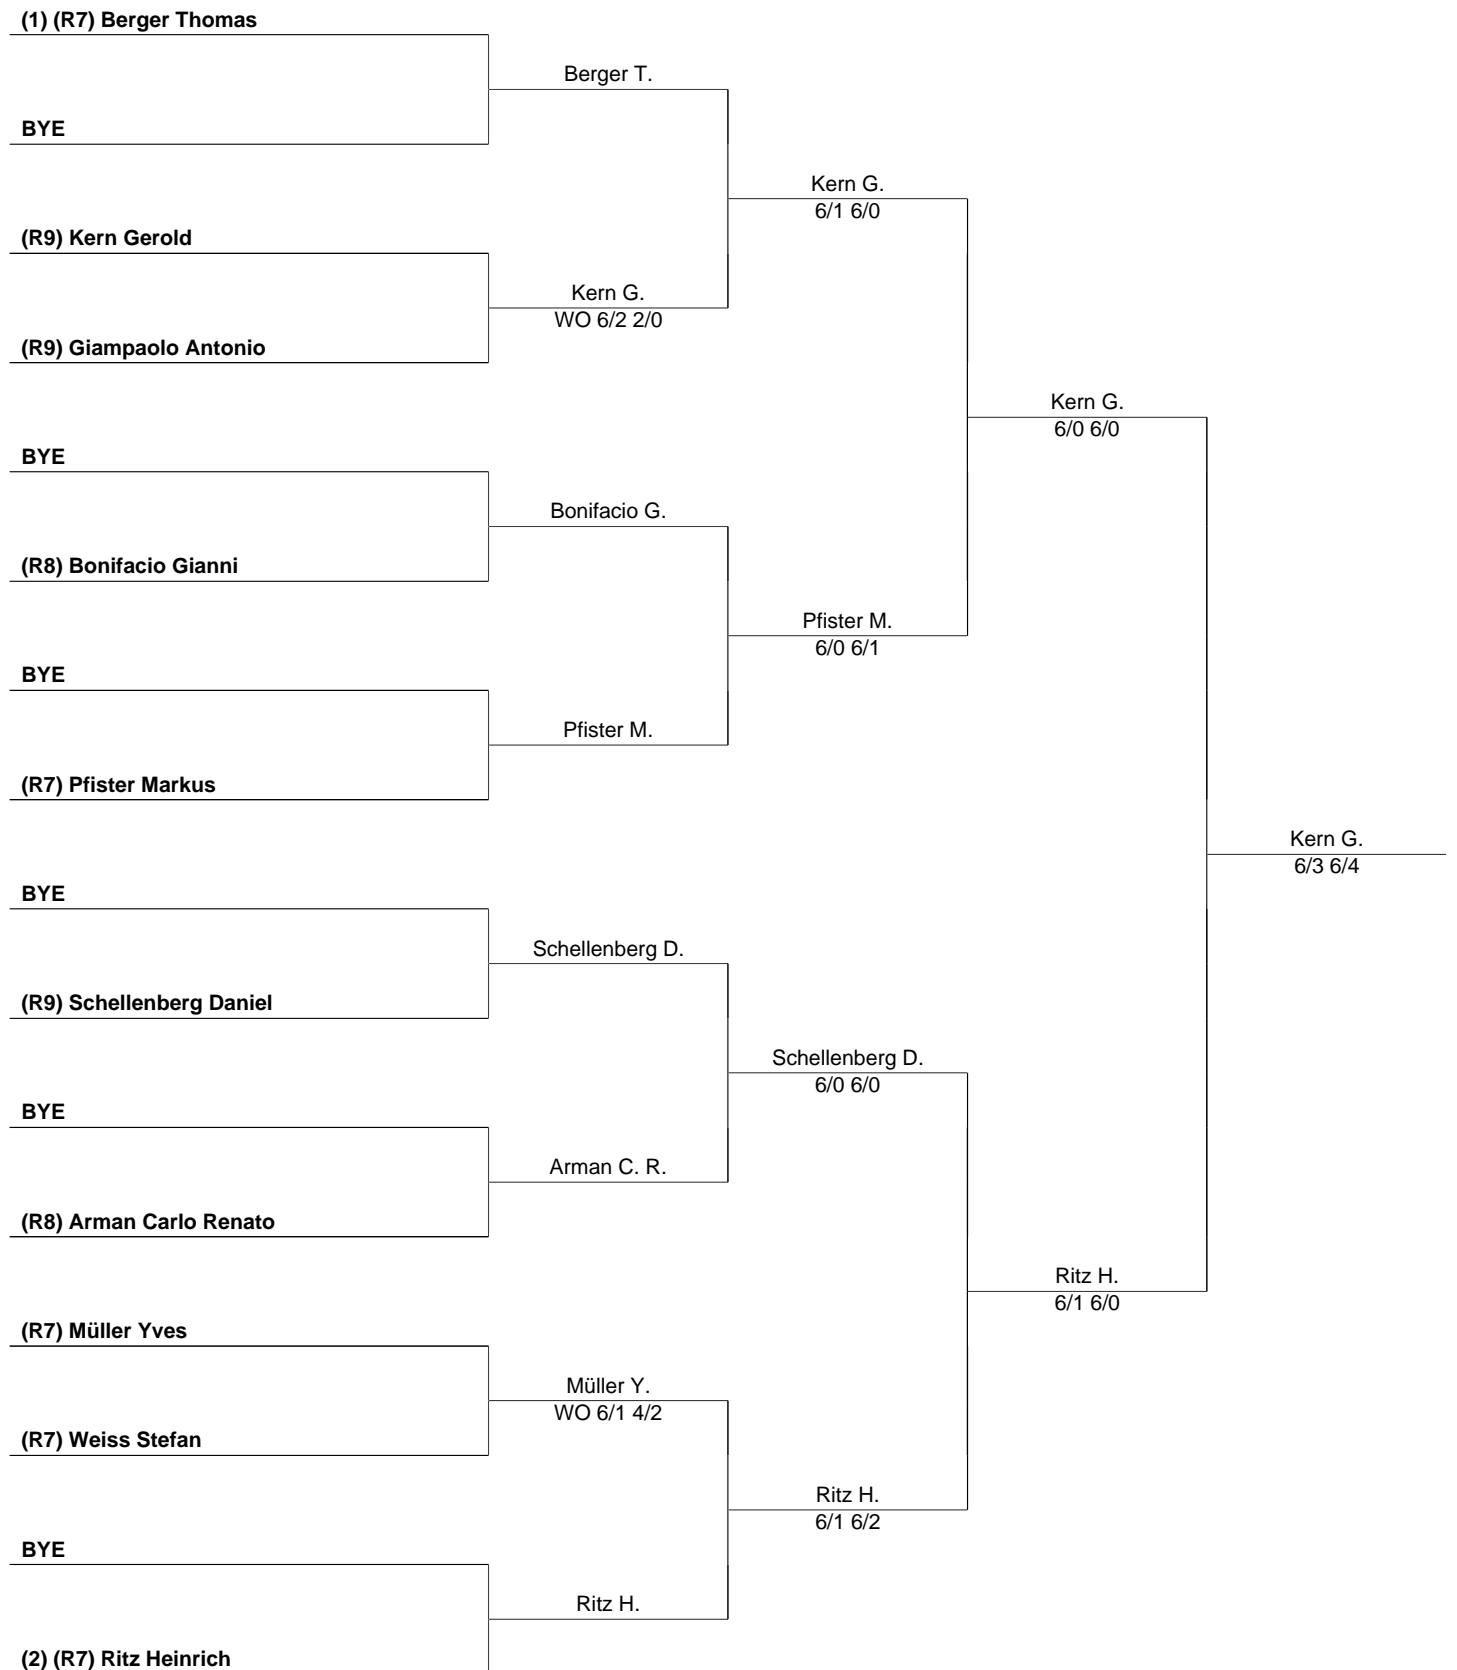 (1) (R7) Berger Thomas
Berger T.
BYE
Kern G.
6/1 6/0
(R9) Kern Gerold
Kern G.
WO 6/2 2/0
(R9) Giampaolo Antonio
Kern G.
6/0 6/0
BYE
Bonifacio G.
(R8) Bonifacio Gianni
Pfister M.
6/0 6/1
BYE
Pfister M.
(R7) Pfister Markus
Kern G.
6/3 6/4
BYE
Schellenberg D.
(R9) Schellenberg Daniel
Schellenberg D.
6/0 6/0
BYE
Arman C. R.
(R8) Arman Carlo Renato
Ritz H.
6/1 6/0
(R7) Müller Yves
Müller Y.
WO 6/1 4/2
(R7) Weiss Stefan
Ritz H.
6/1 6/2
BYE
Ritz H.
(2) (R7) Ritz Heinrich